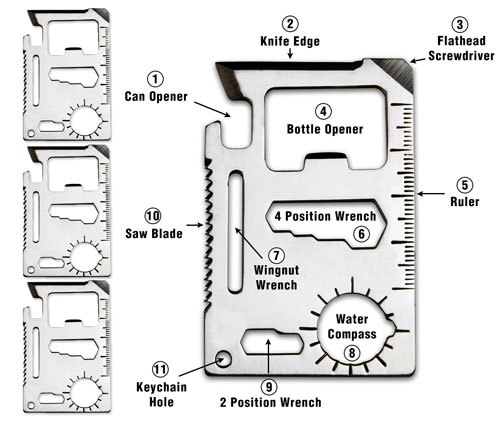 ①
Can Opener
②
Knife Edge
③
Flathead
Screwdriver
④
Bottle Opener
⑤
Ruler
4 Position Wrench
⑥
⑦
Wingnut
Wrench
Water
Compass
⑧
⑨
2 Position Wrench
⑩
Saw Blade
⑪
Keychain
Hole